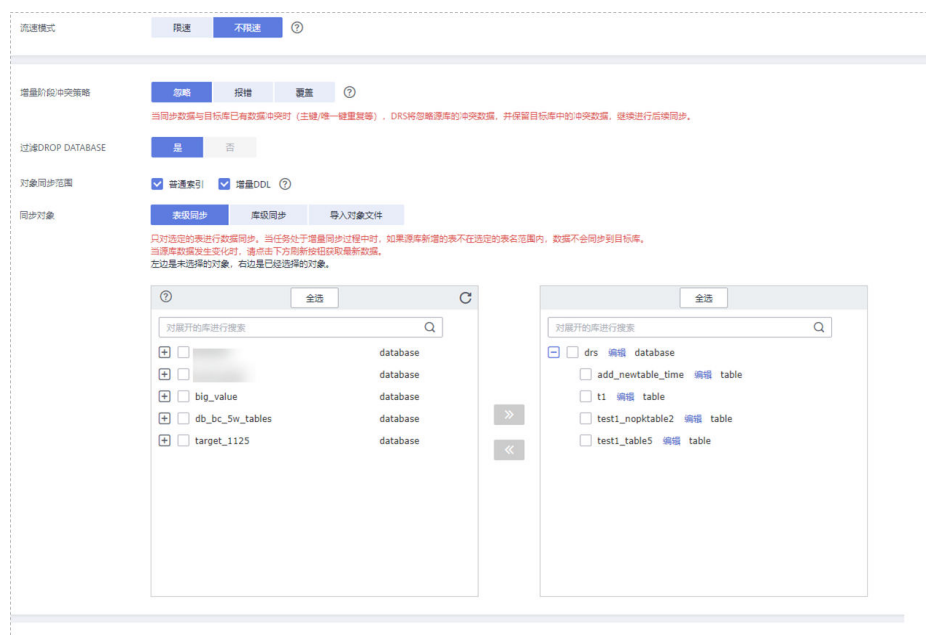 流速模式 限速 不限速
增量阶段冲突策略 忽略 报错 覆盖
当同步数据与目标库已有数据冲突时（主键/唯一键重复等），DRS将忽略源库的冲突数据，并保留目标库中的冲突数据，继续进行后续同步。
过滤DROP DATABASE 是 否
对象同步范围 普通索引 增量DDL
同步对象 表级同步 库级同步 导入对象文件
只对选定的表进行数据同步。当任务处于增量同步过程中时，如果源库新增的表不在选定的表名范围内，数据不会同步到目标库。
当源库数据发生变化时，请点击下方刷新按钮获取最新数据。
左边是未选择的对象，右边是已经选择的对象。
全选
对展开的库进行搜索
database
database
big_value database
db_bc_5w_tables database
target_1125 database
全选
对展开的库进行搜索
drs 编辑 database
add_newtable_time 编辑 table
t1 编辑 table
test1_nopktable2 编辑 table
test1_table5 编辑 table